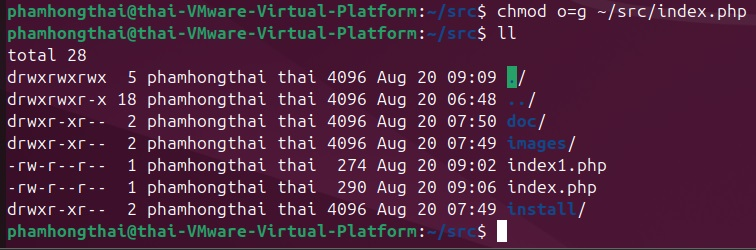 phamhongthai@thai-VMware-Virtual-Platform:~/src$ chmod o=g ~/src/index.php
phamhongthai@thai-VMware-Virtual-Platform:~/src$ ll
total 28
drwxrwxrwx  5 phamhongthai thai 4096 Aug 20 09:09 ./
drwxrwxr-x 18 phamhongthai thai 4096 Aug 20 06:48 ../
drwxr-xr--  2 phamhongthai thai 4096 Aug 20 07:50 doc/
drwxr-xr--  2 phamhongthai thai 4096 Aug 20 07:49 images/
-rw-r--r--  1 phamhongthai thai  274 Aug 20 09:02 index1.php
-rw-r--r--  1 phamhongthai thai  290 Aug 20 09:06 index.php
drwxr-xr--  2 phamhongthai thai 4096 Aug 20 07:49 install/
phamhongthai@thai-VMware-Virtual-Platform:~/src$